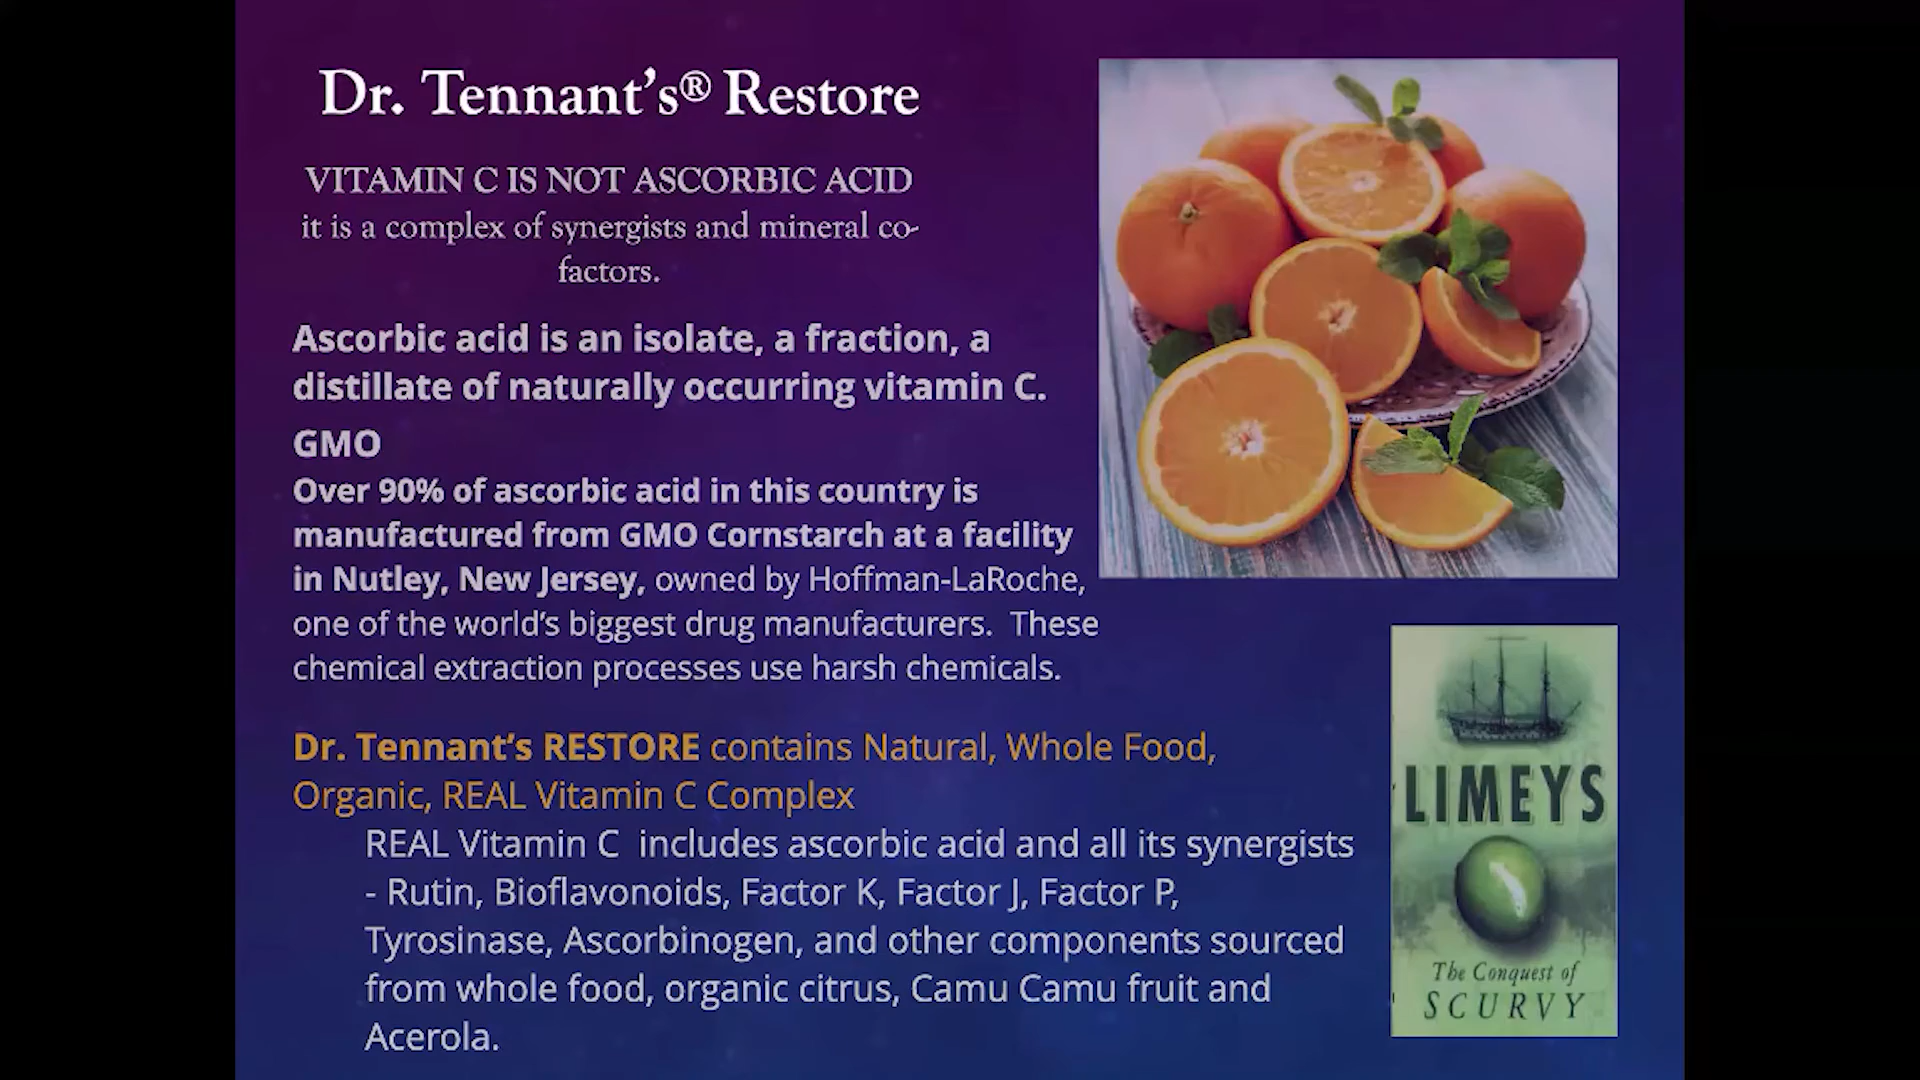 Dr. Tennant's® Restore
VITAMIN C IS NOT ASCORBIC ACID
it is a complex of synergists and mineral co-
factors.
Ascorbic acid is an isolate, a fraction, a
distillate of naturally occurring vitamin C.
GMO
Over 90% of ascorbic acid in this country is
manufactured from GMO Cornstarch at a facility
in Nutley, New Jersey, owned by Hoffman-LaRoche,
one of the world's biggest drug manufacturers.  These
chemical extraction processes use harsh chemicals.
Dr. Tennant's RESTORE contains Natural, Whole Food,
Organic, REAL Vitamin C Complex
REAL Vitamin C  includes ascorbic acid and all its synergists
- Rutin, Bioflavonoids, Factor K, Factor J, Factor P,
Tyrosinase, Ascorbinogen, and other components sourced
from whole food, organic citrus, Camu Camu fruit and
Acerola.
LIMEYS
The Conquest of
SCURVY